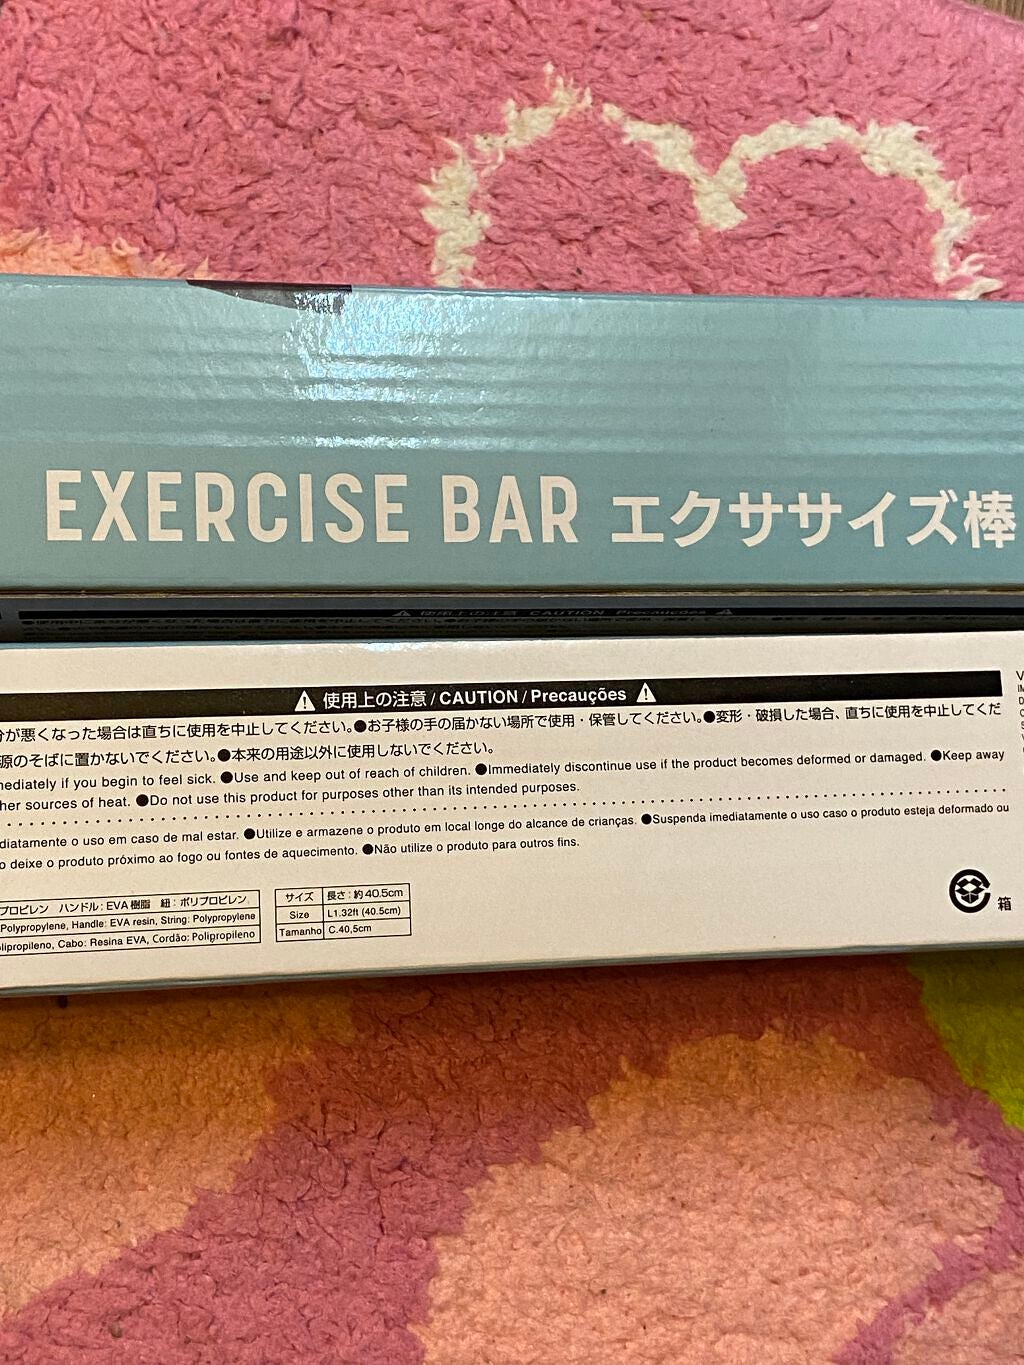 EXERCISE BAR エクササイズ棒
使用上の注意 CAUTION Precauções
使用上の注意 / CAUTION / Precauções
が悪くなった場合は直ちに使用を中止してください。●お子様の手の届かない場所で使用・保管してください。●変形・破損した場合、直ちに使用を中止してくだ
源のそばに置かないでください。●本来の用途以外に使用しないでください。
mediately if you begin to feel sick. ●Use and keep out of reach of children. ●Immediately discontinue use if the product becomes deformed or damaged. ●Keep away
her sources of heat. ●Do not use this product for purposes other than its intended purposes.
diatamente o uso em caso de mal estar. ●Utilize e armazene o produto em local longe do alcance de crianças. ●Suspenda imediatamente o uso caso o produto esteja deformado ou
o deixe o produto próximo ao fogo ou fontes de aquecimento. ●Não utilize o produto para outros fins.
プロピレン ハンドル：EVA樹脂 紐：ポリプロピレン
Polypropylene, Handle: EVA resin, String: Polypropylene
lipropileno, Cabo: Resina EVA, Cordão: Polipropileno
サイズ 長さ：約40.5cm
Size L1.32ft (40.5cm)
Tamanho C.40,5cm
箱